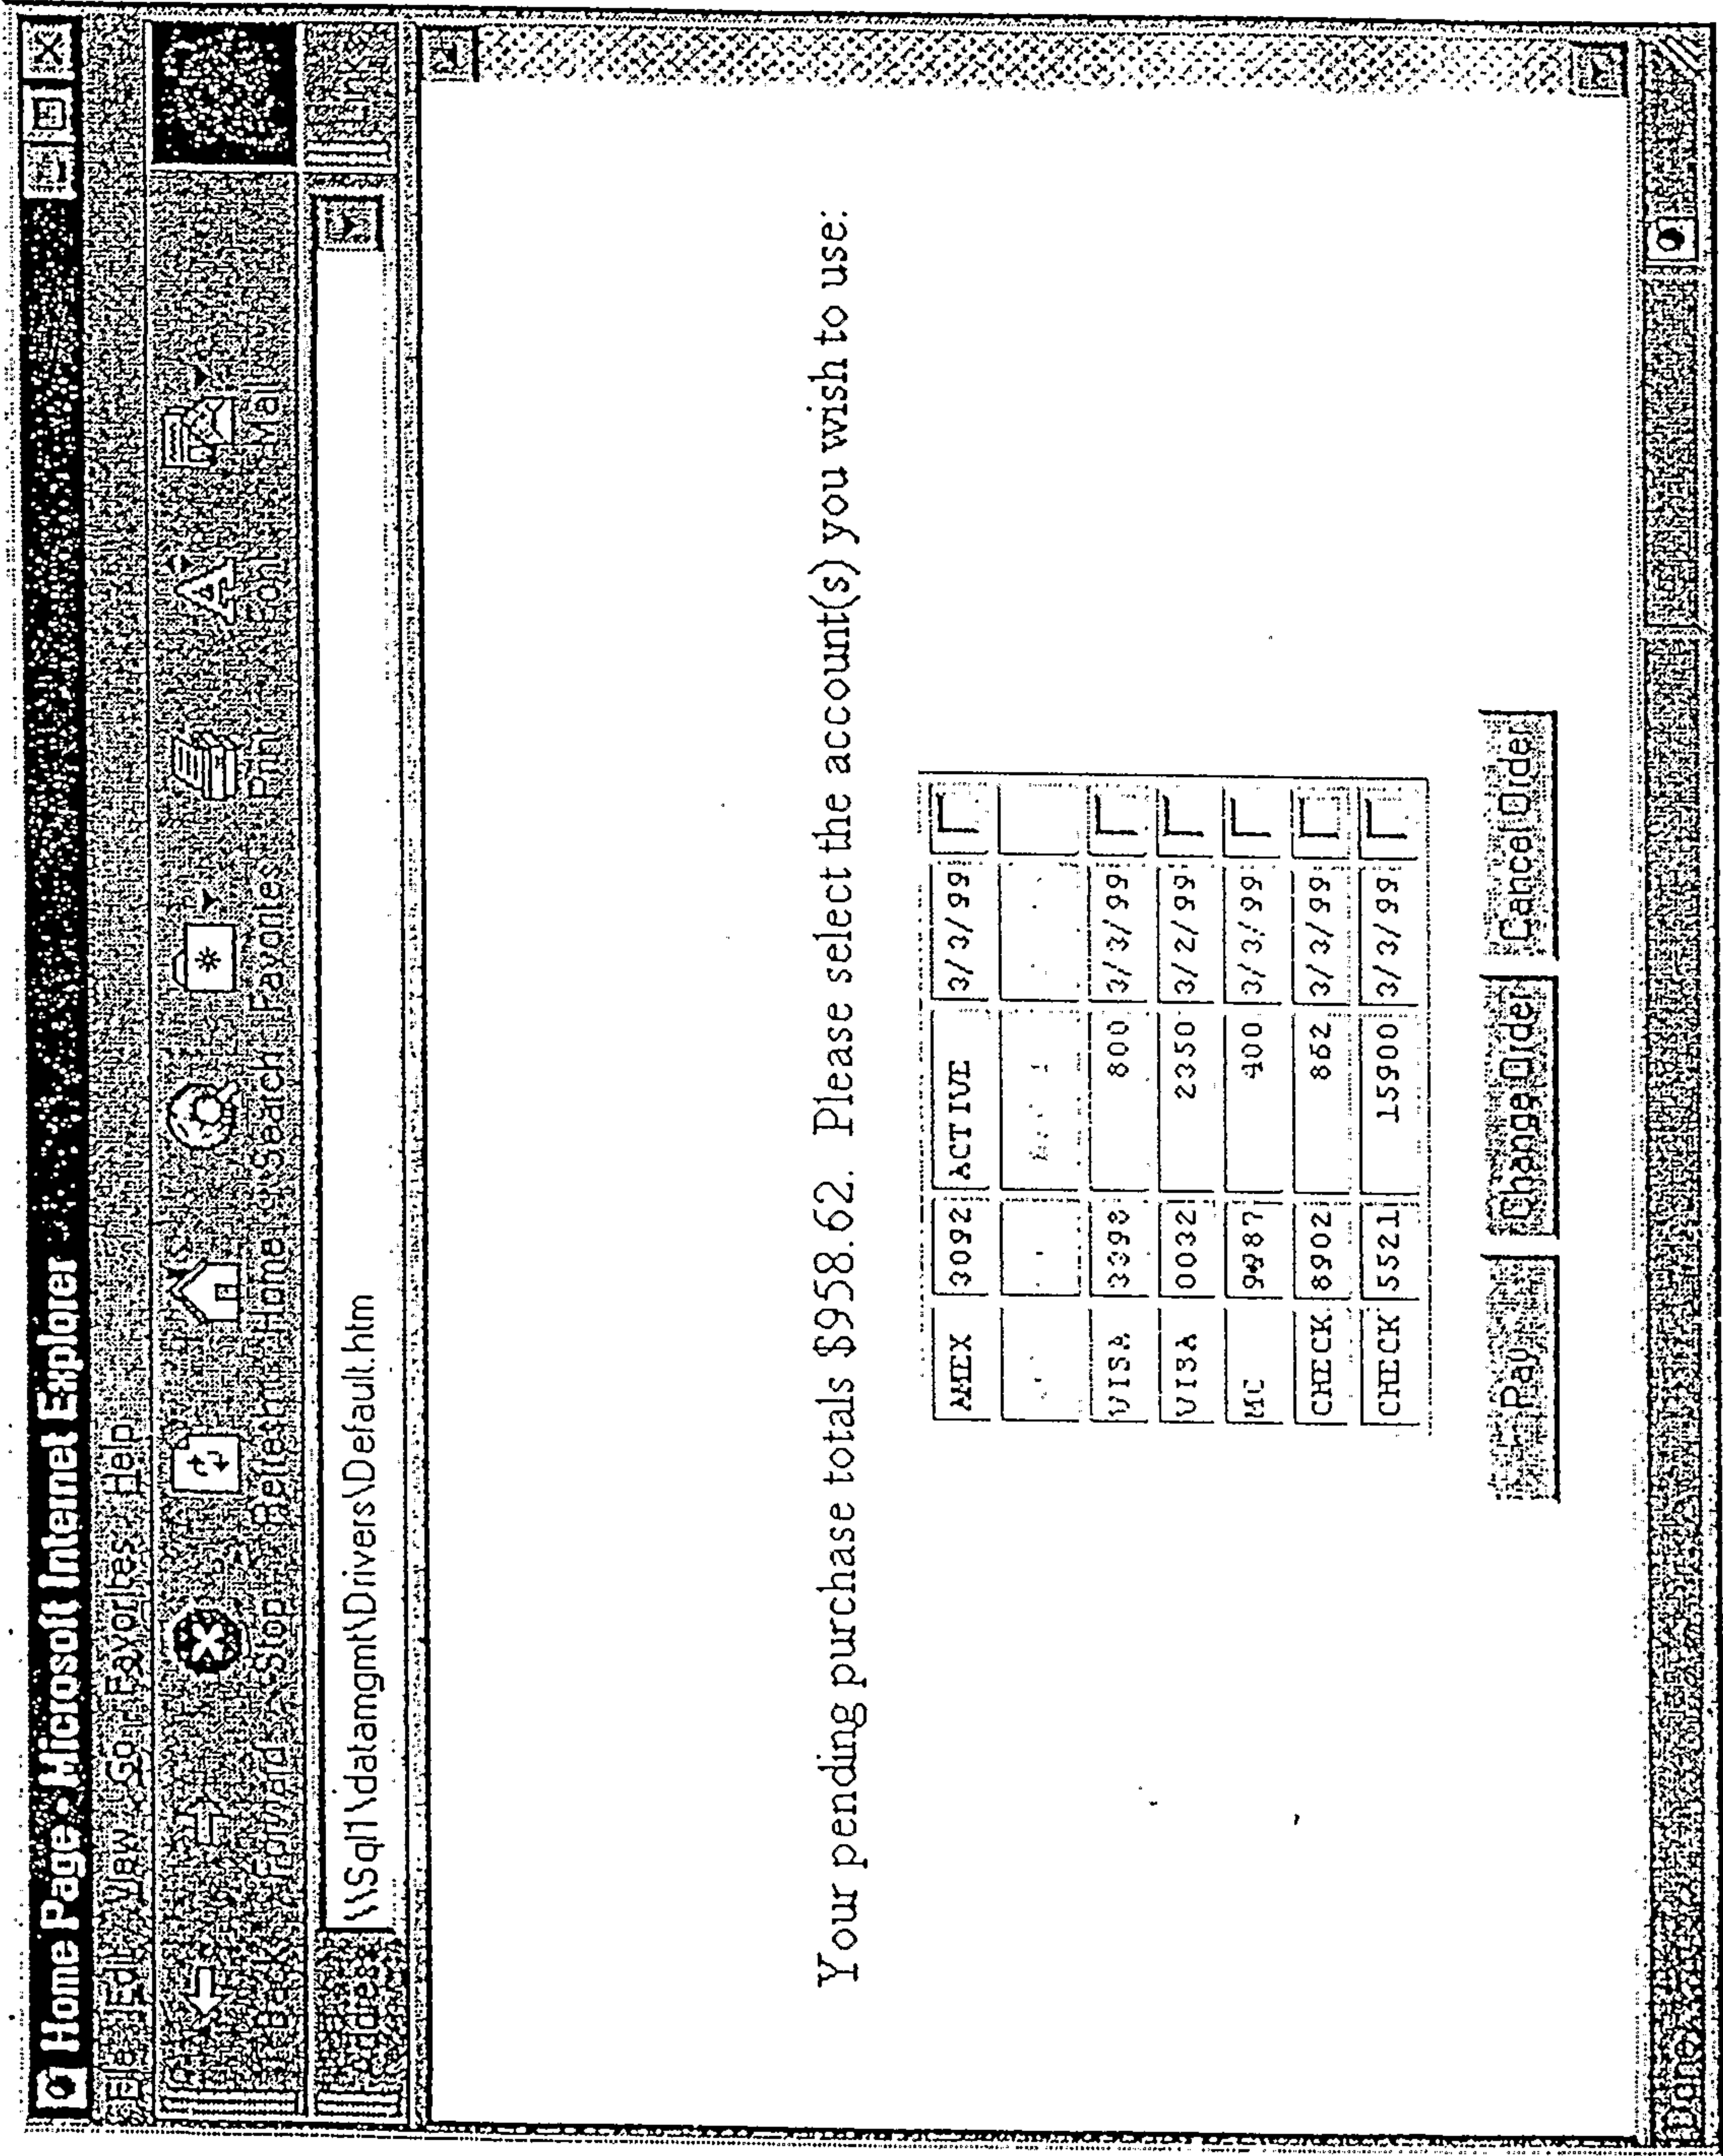 Home Page - Microsoft Internet Explorer
File Edit View Go Favorites Help
Back Forward Stop Refresh Home Search Favorites Print Font Mail
Address \\Sql1\datamgmt\Drivers\Default.htm Links
Your pending purchase totals $958.62. Please select the account(s) you wish to use:
AMEX 3092 ACTIVE 3/3/99
VISA 3398 800 3/3/99
VISA 0032 2350 3/2/99
MC 9987 400 3/3/99
CHECK 8902 862 3/3/99
CHECK 5521 15900 3/3/99
Pay Change Order Cancel Order
Done